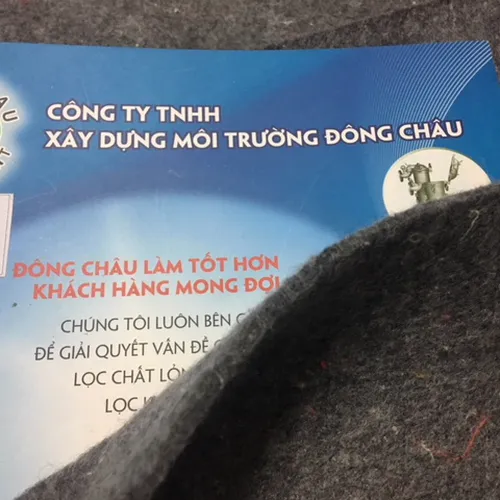 CÔNG TY TNHH
XÂY DỰNG MÔI TRƯỜNG ĐÔNG CHÂU
ĐÔNG CHÂU LÀM TỐT HƠN
KHÁCH HÀNG MONG ĐỢI
CHÚNG TÔI LUÔN BÊN
ĐỂ GIẢI QUYẾT VẤN ĐỀ
LỌC CHẤT
LỌC